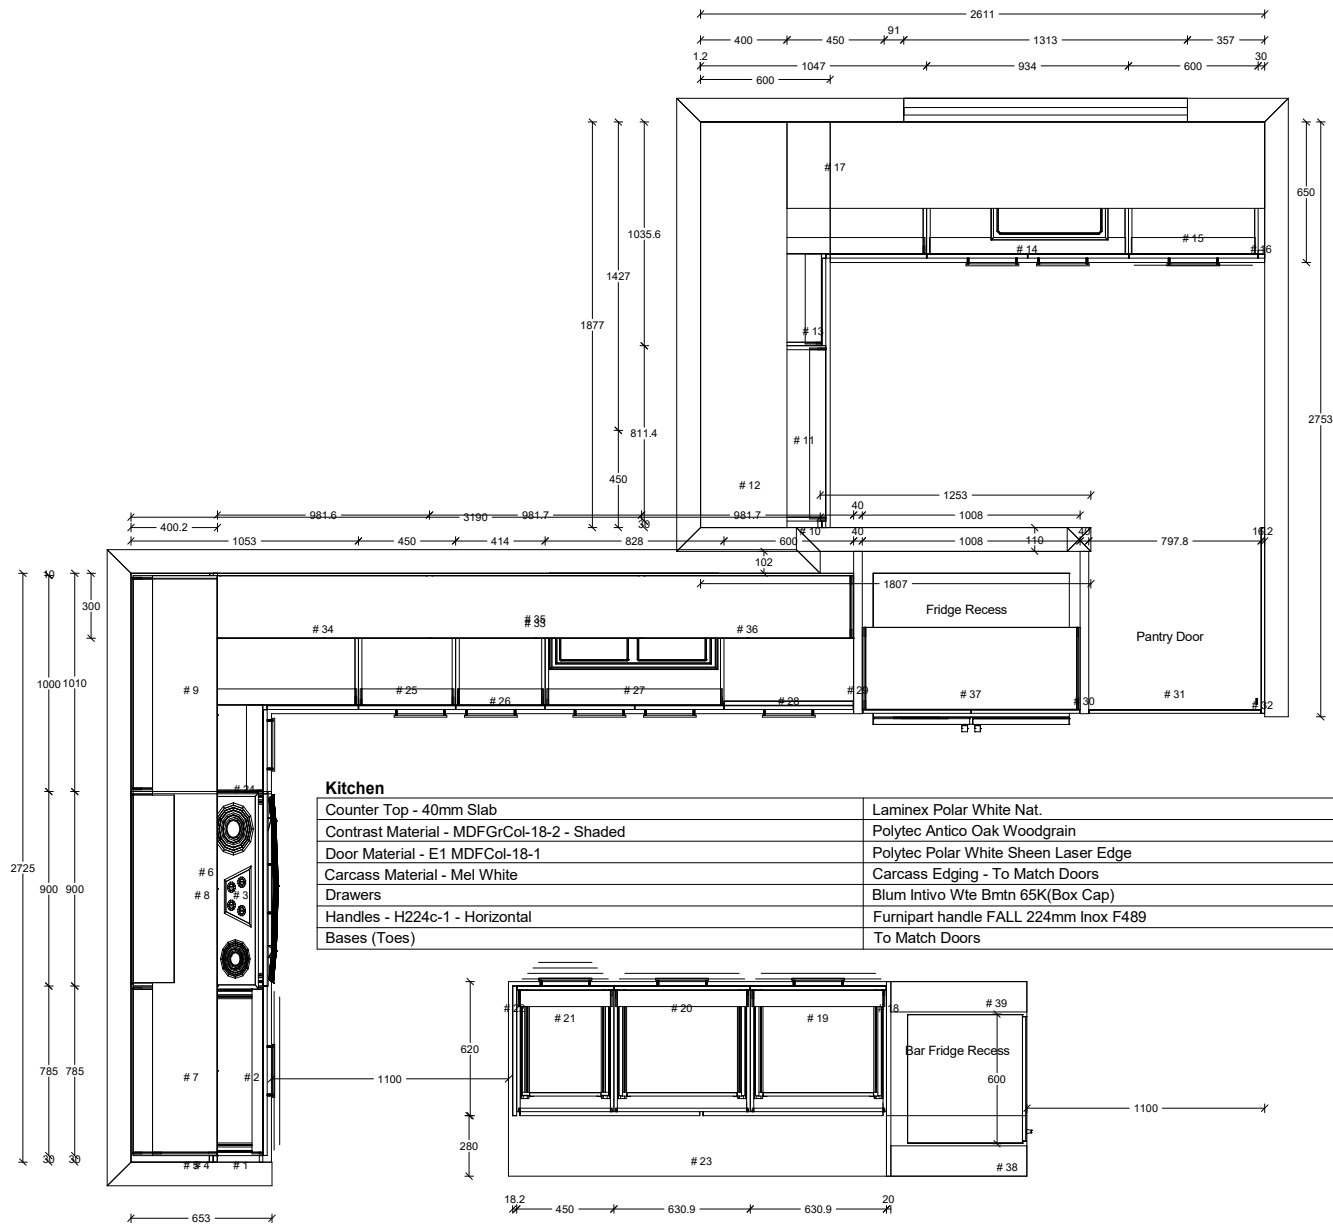 2611
400 450 91 1313 357
1.2 1047 934 600 30
600
# 17
650
1035.6
1427
1877
# 14 # 15 # 16
# 13
2753
811.4
# 11
450
# 12
1253
40
981.6 3190 981.7 30 981.7 1008
400.2
# 10
1053 450 414 828 600 40 1008 40 797.8 16.2
110
102
10
300
1807
Fridge Recess
# 34 # 35 # 36
# 33
Pantry Door
1000 1010
# 9 # 25 # 26 # 27 # 28 # 29 # 37 # 30 # 31 # 32
# 24
Kitchen
Counter Top - 40mm Slab Laminex Polar White Nat.
Contrast Material - MDFGrCol-18-2 - Shaded Polytec Antico Oak Woodgrain
Door Material - E1 MDFCol-18-1 Polytec Polar White Sheen Laser Edge
Carcass Material - Mel White Carcass Edging - To Match Doors
Drawers Blum Intivo Wte Bmtn 65K(Box Cap)
Handles - H224c-1 - Horizontal Furnipart handle FALL 224mm Inox F489
Bases (Toes) To Match Doors
2725
# 6
900 900 # 8 # 3
# 22 # 21 # 20 # 19 # 18 # 39
620
Bar Fridge Recess
785 785 # 7 # 2 1100 600
1100
280
# 23 # 38
30 30 # 4 # 1
18.2 450 630.9 630.9 20
653